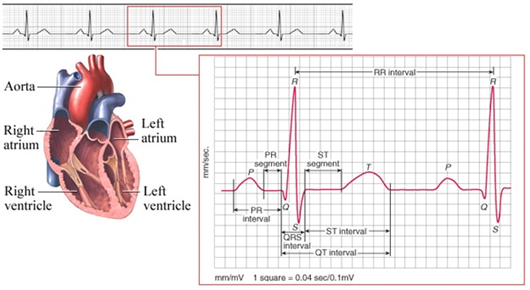 Aorta
Right
atrium
Left
atrium
Right
ventricle
Left
ventricle
R
RR interval
R
mm/sec.
PR
segment
ST
segment
P
T
P
Q
S
Q
S
PR
interval
QRS
interval
ST interval
QT interval
mm/mV 1 square = 0.04 sec/0.1mV